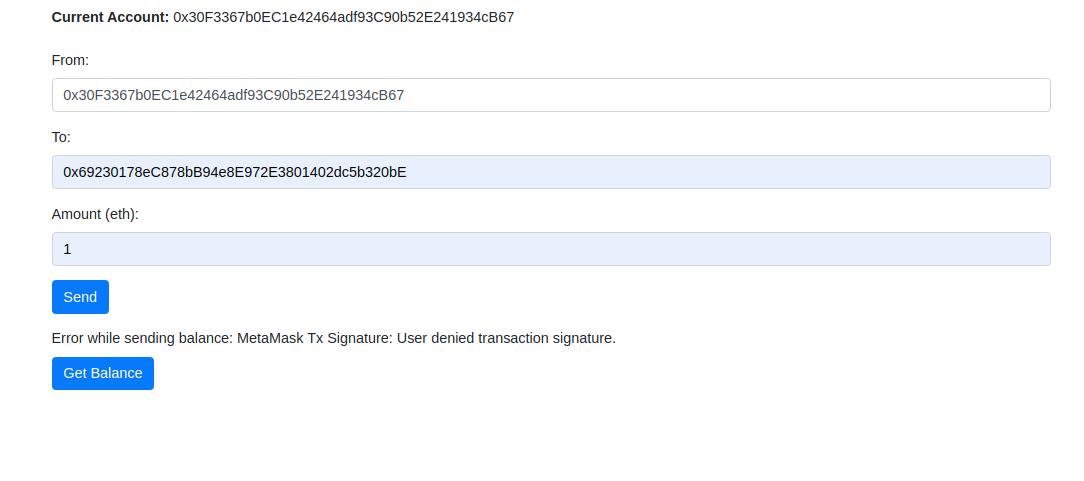 Current Account: 0x30F3367b0EC1e42464adf93C90b52E241934cB67
From:
0x30F3367b0EC1e42464adf93C90b52E241934cB67
To:
0x69230178eC878bB94e8E972E3801402dc5b320bE
Amount (eth):
1
Send
Error while sending balance: MetaMask Tx Signature: User denied transaction signature.
Get Balance